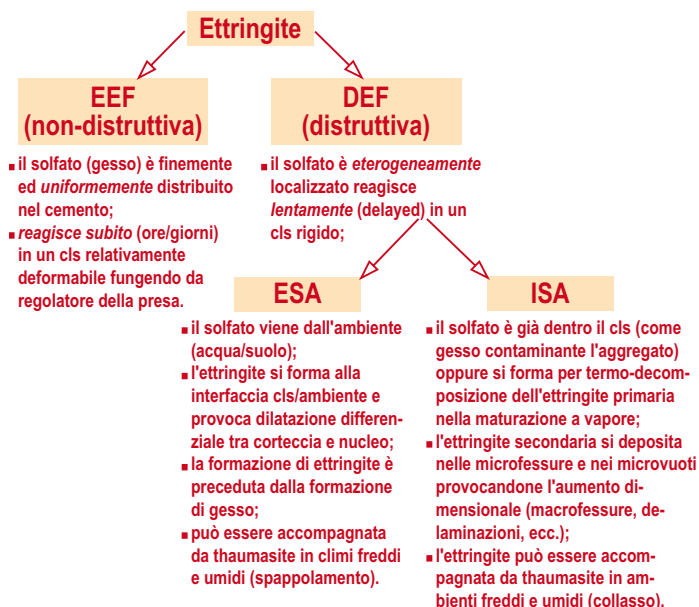 Ettringite
EEF
(non-distruttiva)
▪ il solfato (gesso) è finemente
ed uniformemente distribuito
nel cemento;
▪ reagisce subito (ore/giorni)
in un cls relativamente
deformabile fungendo da
regolatore della presa.
DEF
(distruttiva)
▪ il solfato è eterogeneamente
localizzato reagisce
lentamente (delayed) in un
cls rigido;
ESA
▪ il solfato viene dall'ambiente
(acqua/suolo);
▪ l'ettringite si forma alla
interfaccia cls/ambiente e
provoca dilatazione differen-
ziale tra corteccia e nucleo;
▪ la formazione di ettringite è
preceduta dalla formazione
di gesso;
▪ può essere accompagnata
da thaumasite in climi freddi
e umidi (spappolamento).
ISA
▪ il solfato è già dentro il cls (come
gesso contaminante l'aggregato)
oppure si forma per termo-decom-
posizione dell'ettringite primaria
nella maturazione a vapore;
▪ l'ettringite secondaria si deposita
nelle microfessure e nei microvuoti
provocandone l'aumento di-
mensionale (macrofessure, de-
laminazioni, ecc.);
▪ l'ettringite può essere accom-
pagnata da thaumasite in am-
bienti freddi e umidi (collasso).